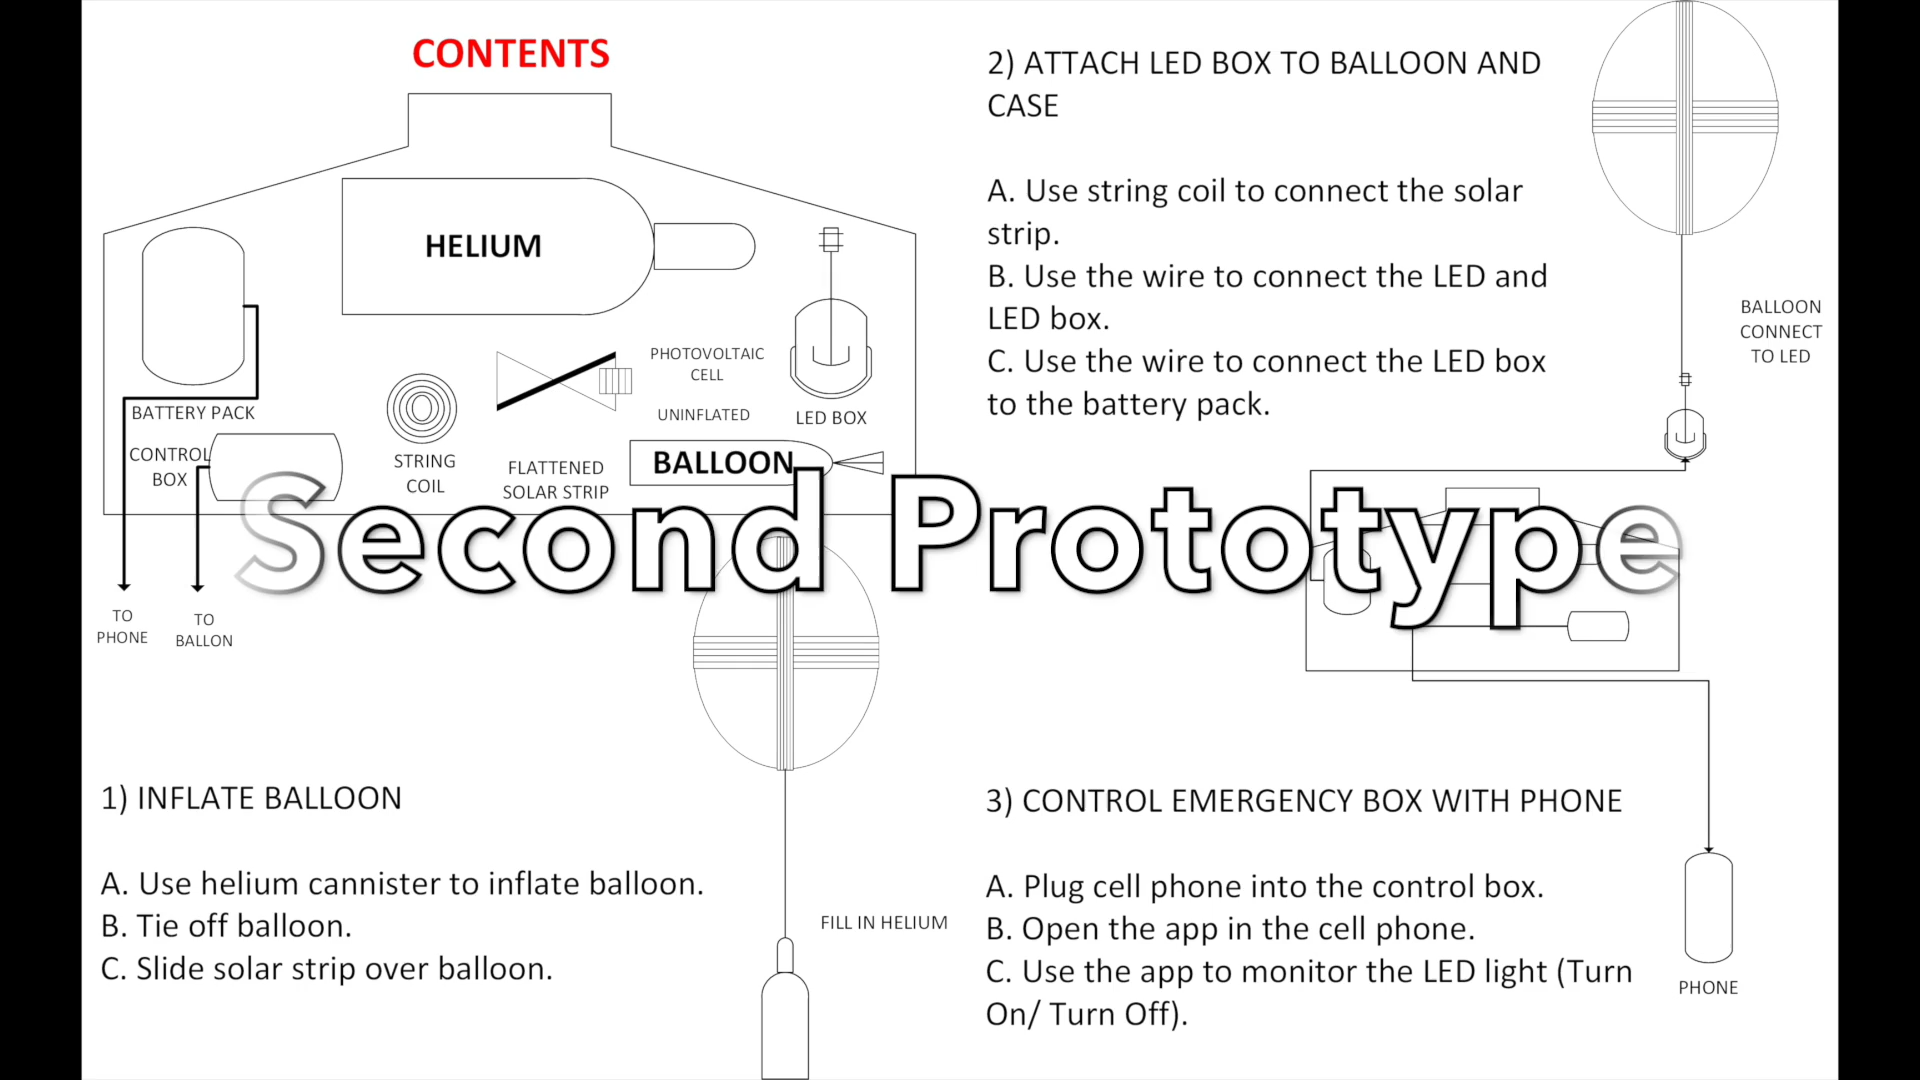 CONTENTS
HELIUM
BATTERY PACK
CONTROL
BOX
STRING
COIL
PHOTOVOLTAIC
CELL
UNINFLATED
FLATTENED
SOLAR STRIP
LED BOX
BALLOON
TO
PHONE
TO
BALLON
Second Prototype
1) INFLATE BALLOON
A. Use helium cannister to inflate balloon.
B. Tie off balloon.
C. Slide solar strip over balloon.
FILL IN HELIUM
2) ATTACH LED BOX TO BALLOON AND
CASE
A. Use string coil to connect the solar
strip.
B. Use the wire to connect the LED and
LED box.
C. Use the wire to connect the LED box
to the battery pack.
BALLOON
CONNECT
TO LED
3) CONTROL EMERGENCY BOX WITH PHONE
A. Plug cell phone into the control box.
B. Open the app in the cell phone.
C. Use the app to monitor the LED light (Turn
On/ Turn Off).
PHONE